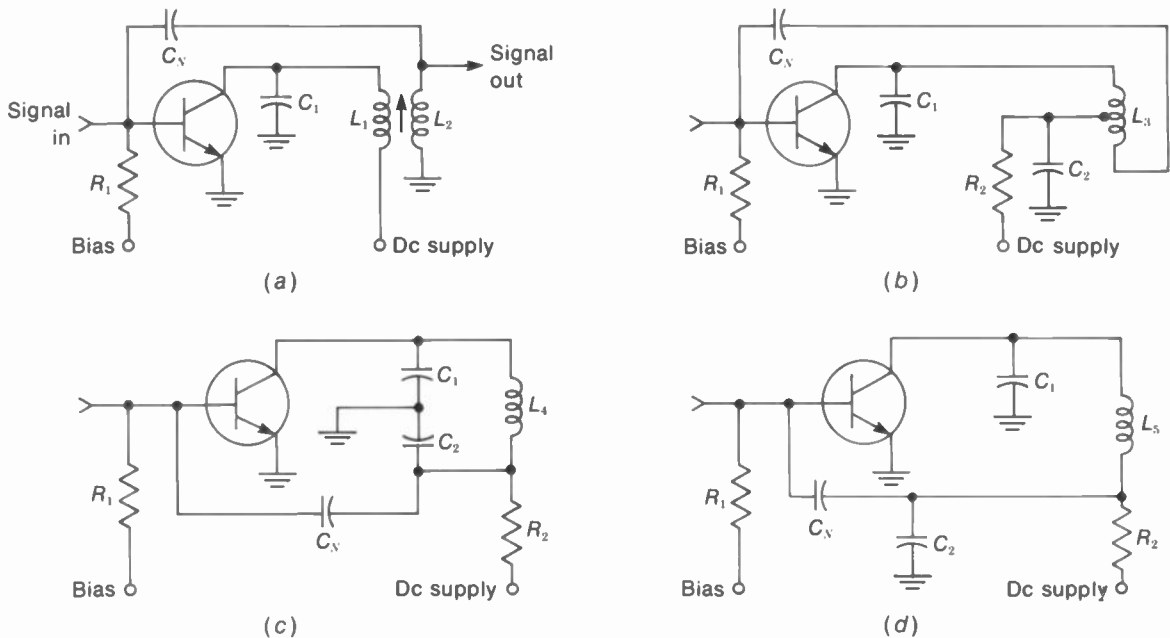 C_N
Signal out
Signal in
C_1
L_1
L_2
R_1
Bias
Dc supply
(a)
C_N
C_1
L_3
R_1
R_2
C_2
Bias
Dc supply
(b)
C_1
L_4
C_2
R_1
C_N
R_2
Bias
Dc supply
(c)
C_1
L_5
R_1
C_N
C_2
R_2
Bias
Dc supply
(d)